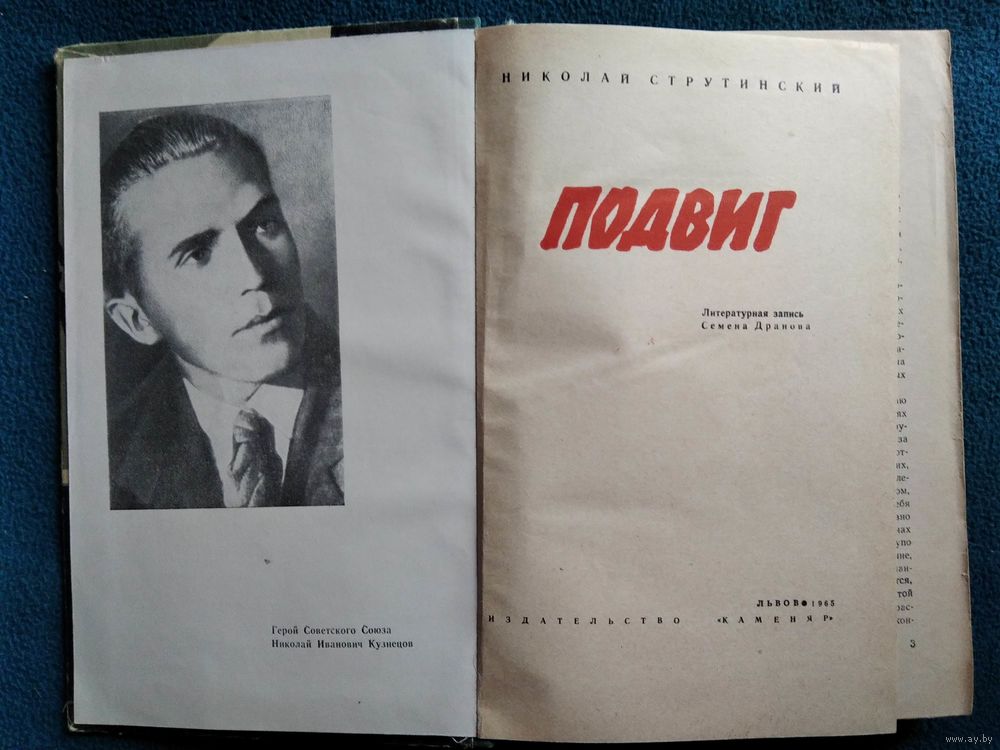 Герой Советского Союза
Николай Иванович Кузнецов
НИКОЛАЙ СТРУТИНСКИЙ
ПОДВИГ
Литературная запись
Семена Дранова
ЛЬВОВ • 1965
ИЗДАТЕЛЬСТВО «КАМЕНЯР»
3
www.ay.by